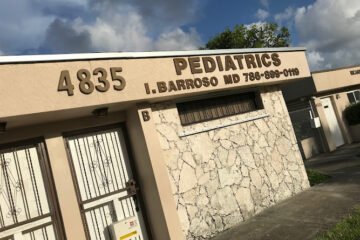 4835
PEDIATRICS
I. BARROSO MD 786-899-0119
B